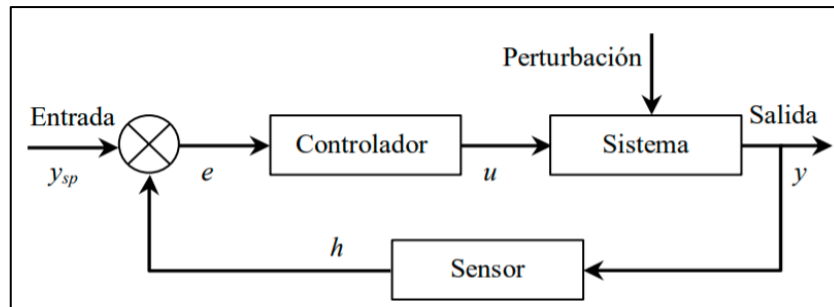 Perturbación
Entrada
Salida
Controlador
Sistema
y_sp
e
u
y
h
Sensor